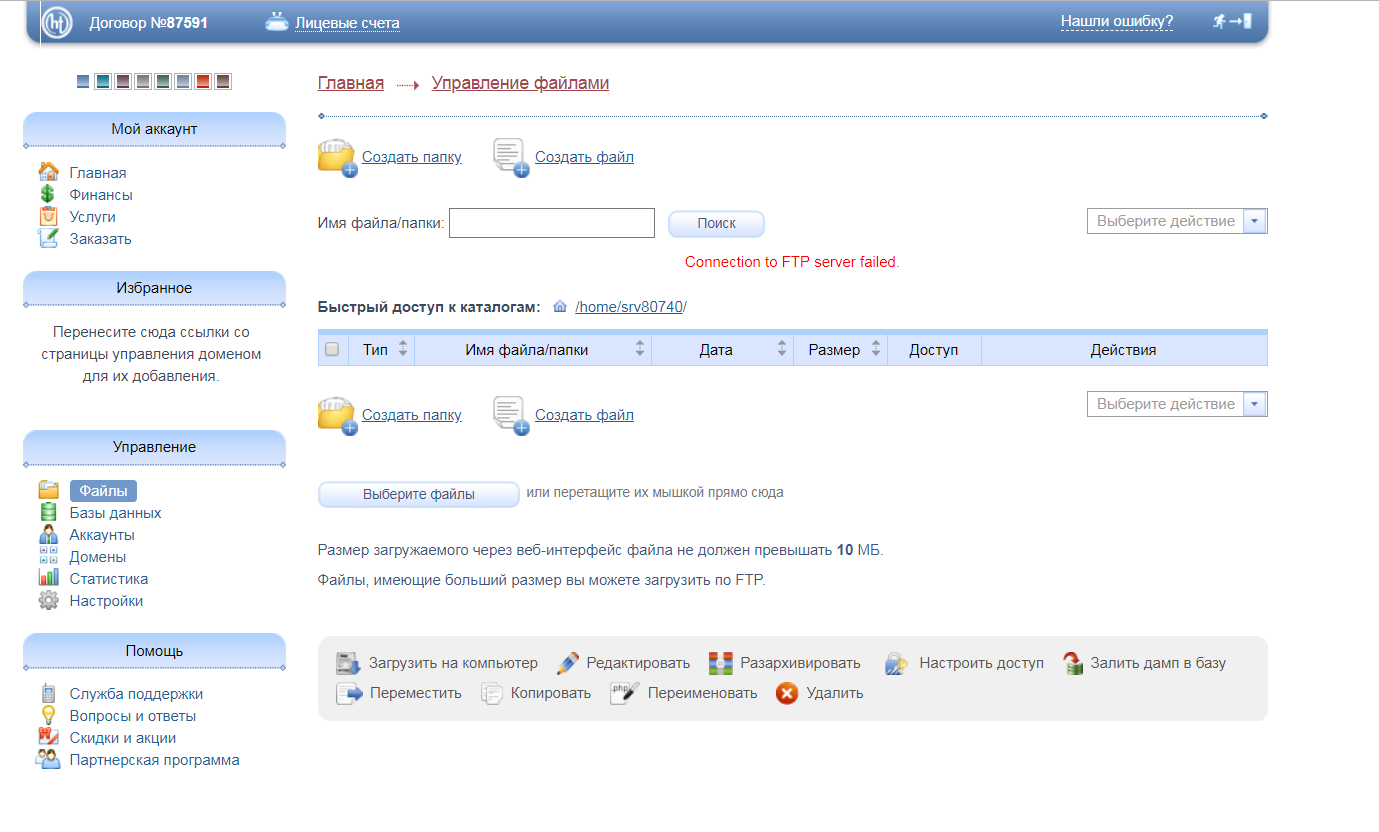 ht Договор №87591 Лицевые счета Нашли ошибку?
Главная Управление файлами
Мой аккаунт
Главная
Финансы
Услуги
Заказать
Избранное
Перенесите сюда ссылки со
страницы управления доменом
для их добавления.
Управление
Файлы
Базы данных
Аккаунты
Домены
Статистика
Настройки
Помощь
Служба поддержки
Вопросы и ответы
Скидки и акции
Партнерская программа
Создать папку Создать файл
Имя файла/папки: Поиск Выберите действие
Connection to FTP server failed.
Быстрый доступ к каталогам: /home/srv80740/
Тип Имя файла/папки Дата Размер Доступ Действия
Создать папку Создать файл Выберите действие
Выберите файлы или перетащите их мышкой прямо сюда
Размер загружаемого через веб-интерфейс файла не должен превышать 10 МБ.
Файлы, имеющие больший размер вы можете загрузить по FTP.
Загрузить на компьютер Редактировать Разархивировать Настроить доступ Залить дамп в базу
Переместить Копировать php Переименовать Удалить